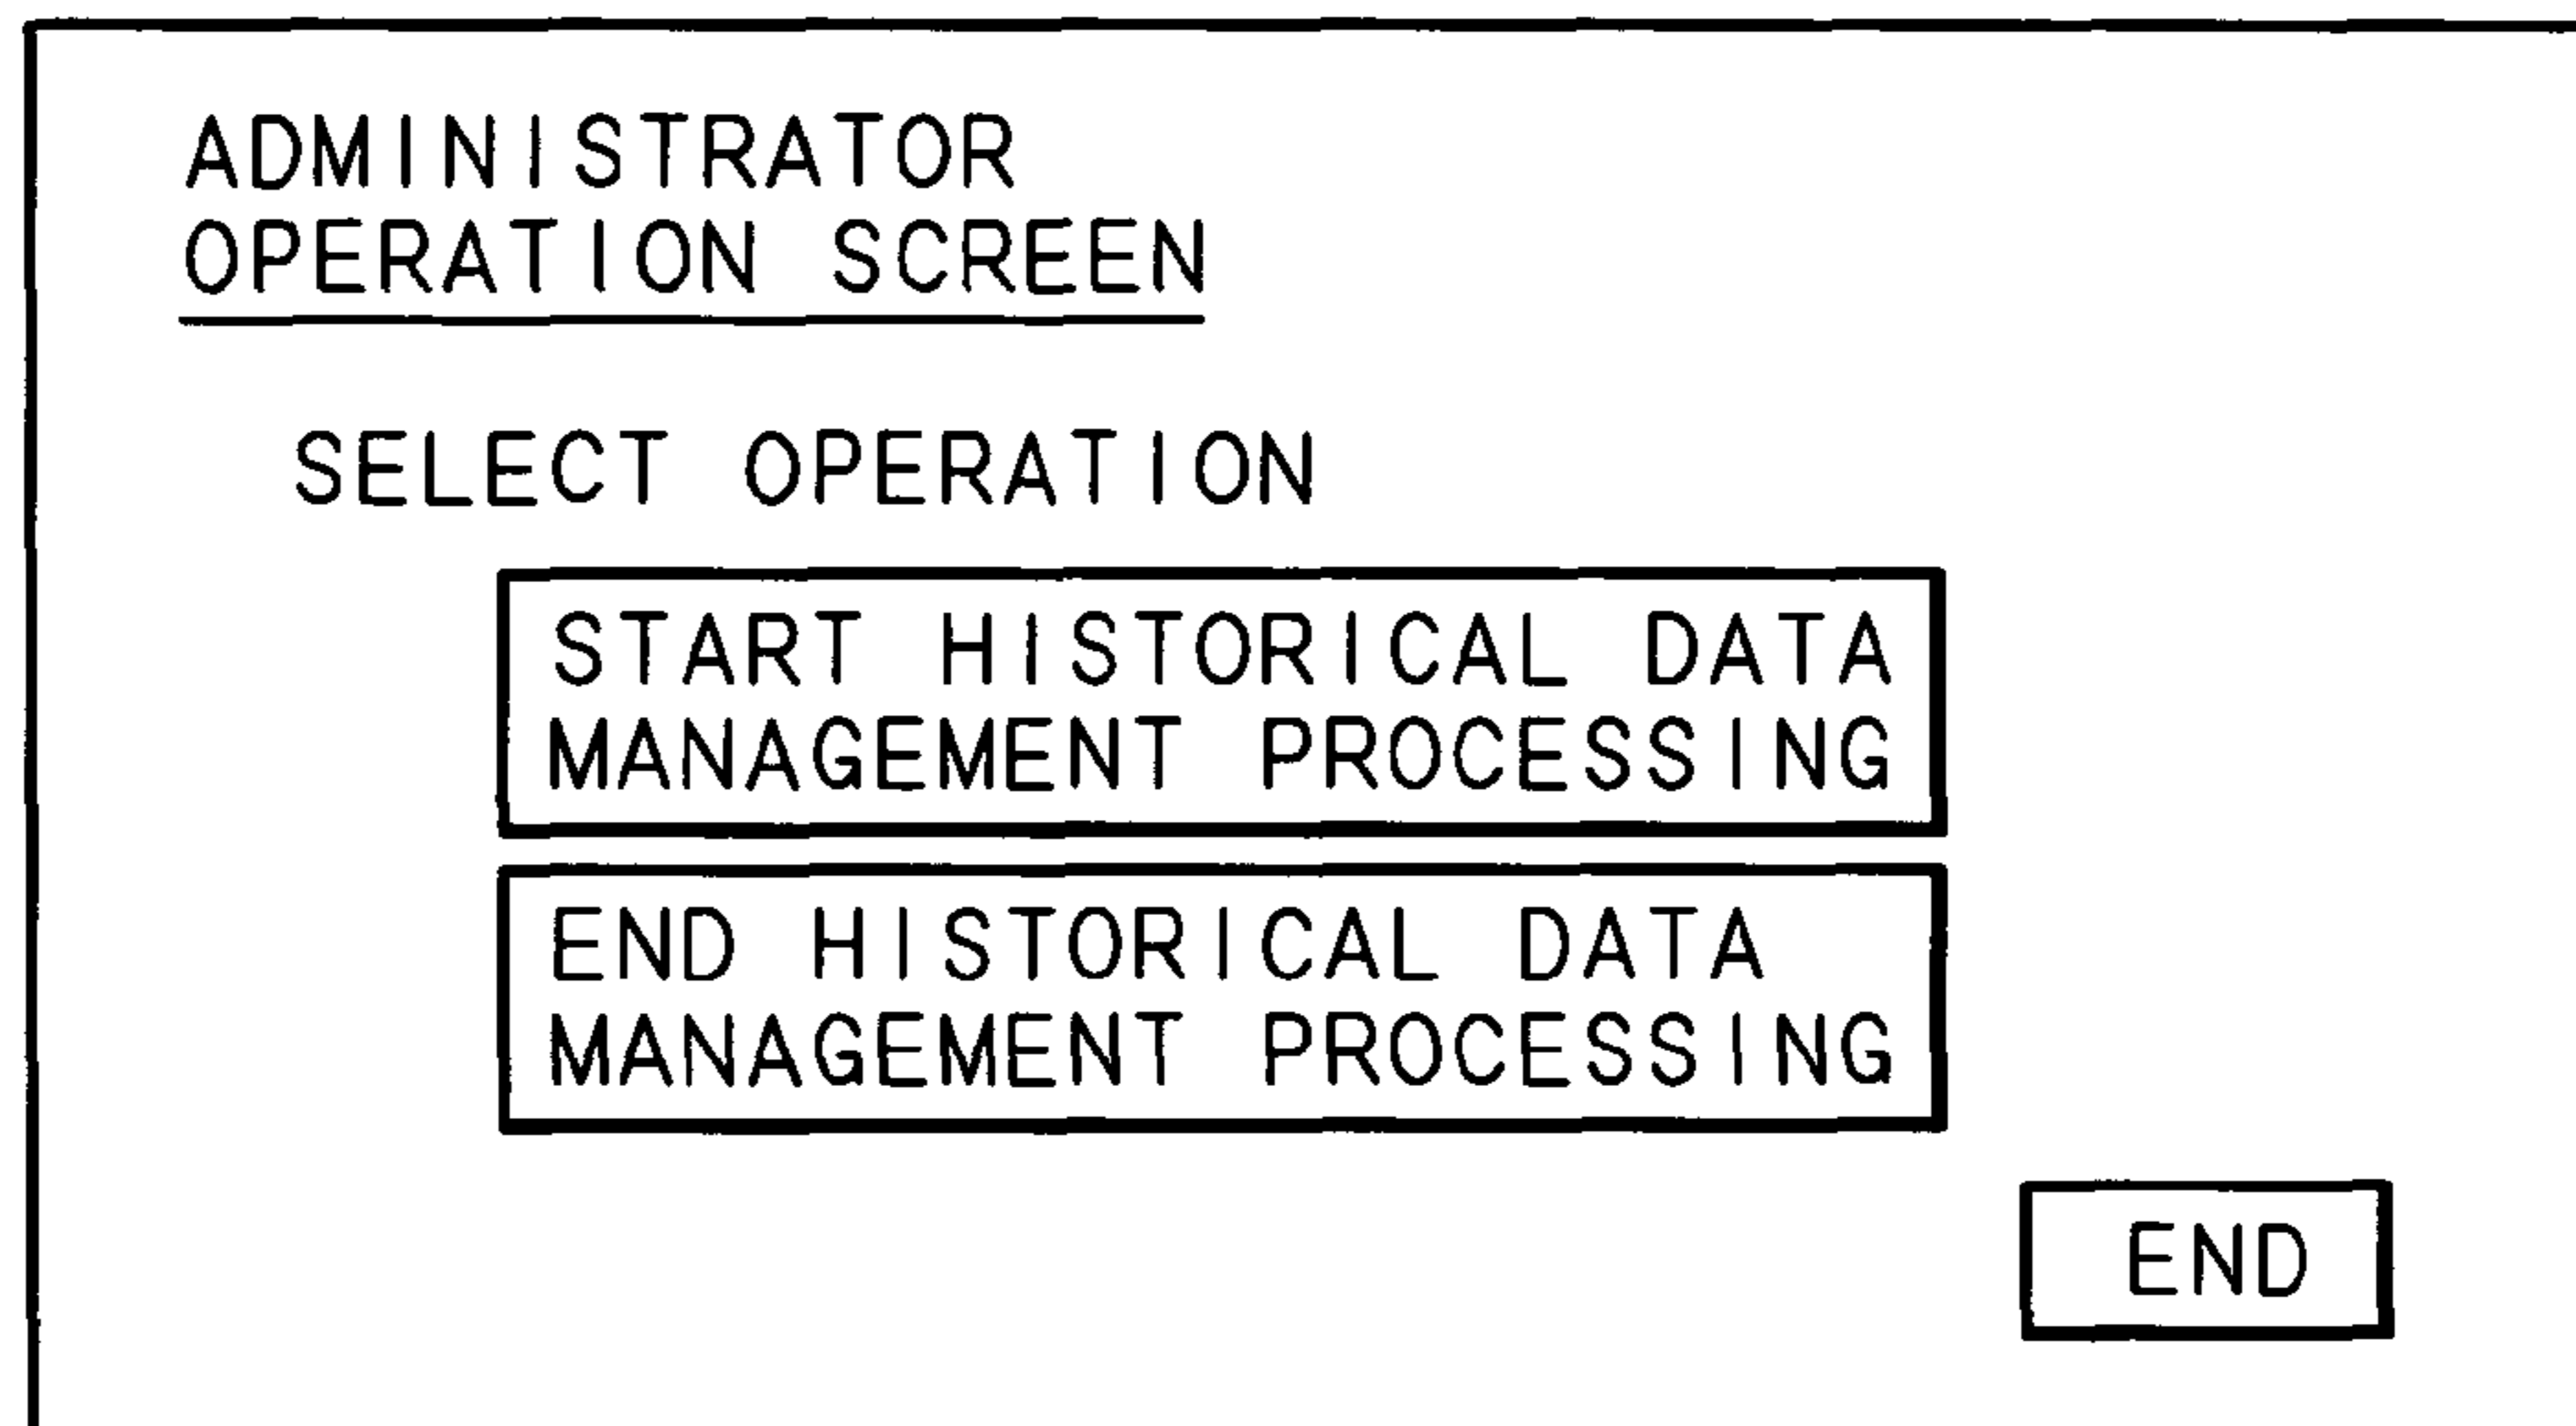 ADMINISTRATOR
OPERATION SCREEN
SELECT OPERATION
START HISTORICAL DATA
MANAGEMENT PROCESSING
END HISTORICAL DATA
MANAGEMENT PROCESSING
END